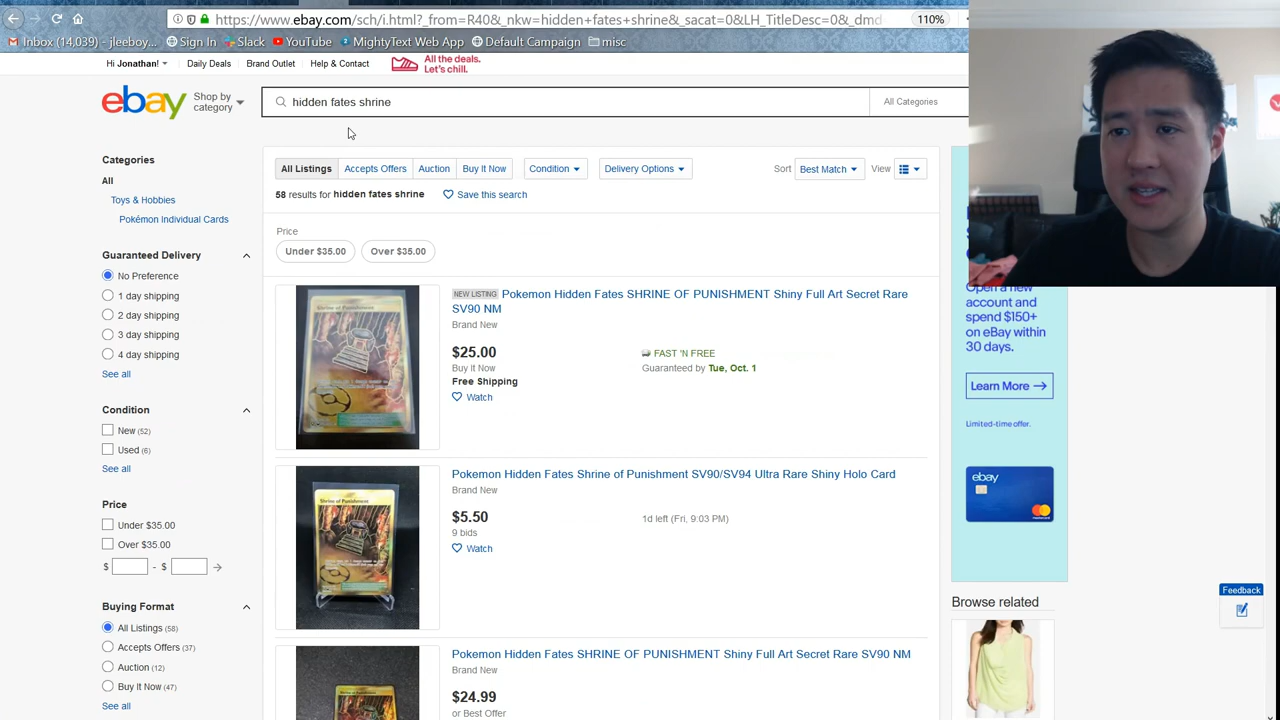 https://www.ebay.com/sch/i.html?_from=R40&_nkw=hidden+fates+shrine&_sacat=0&LH_TitleDesc=0&_dmd
110%
Inbox (14,039) — jleeboy...
Sign In
Slack
YouTube
MightyText Web App
Default Campaign
misc
Hi Jonathan!
Daily Deals
Brand Outlet
Help & Contact
All the deals.
Let's chill.
ebay
Shop by
category
hidden fates shrine
All Categories
Categories
All
Toys & Hobbies
Pokémon Individual Cards
Guaranteed Delivery
No Preference
1 day shipping
2 day shipping
3 day shipping
4 day shipping
See all
Condition
New (52)
Used (6)
See all
Price
Under $35.00
Over $35.00
$ - $
Buying Format
All Listings (58)
Accepts Offers (37)
Auction (12)
Buy It Now (47)
See all
All Listings
Accepts Offers
Auction
Buy It Now
Condition
Delivery Options
Sort
Best Match
View
58 results for hidden fates shrine
Save this search
Price
Under $35.00
Over $35.00
Shrine of Punishment
NEW LISTING Pokemon Hidden Fates SHRINE OF PUNISHMENT Shiny Full Art Secret Rare
SV90 NM
Brand New
$25.00
Buy It Now
Free Shipping
Watch
FAST 'N FREE
Guaranteed by Tue, Oct. 1
Shrine of Punishment
Pokemon Hidden Fates Shrine of Punishment SV90/SV94 Ultra Rare Shiny Holo Card
Brand New
$5.50
9 bids
Watch
1d left (Fri, 9:03 PM)
Pokemon Hidden Fates SHRINE OF PUNISHMENT Shiny Full Art Secret Rare SV90 NM
Brand New
$24.99
or Best Offer
Open a new
account and
spend $150+
on eBay within
30 days.
Learn More
Limited-time offer.
ebay
Browse related
Feedback